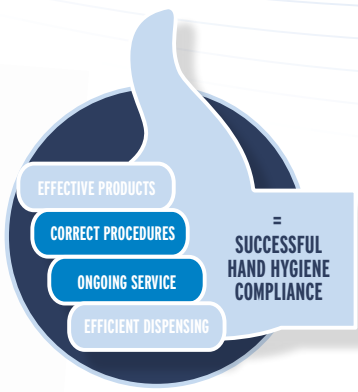 EFFECTIVE PRODUCTS
CORRECT PROCEDURES
ONGOING SERVICE
EFFICIENT DISPENSING
=
SUCCESSFUL
HAND HYGIENE
COMPLIANCE